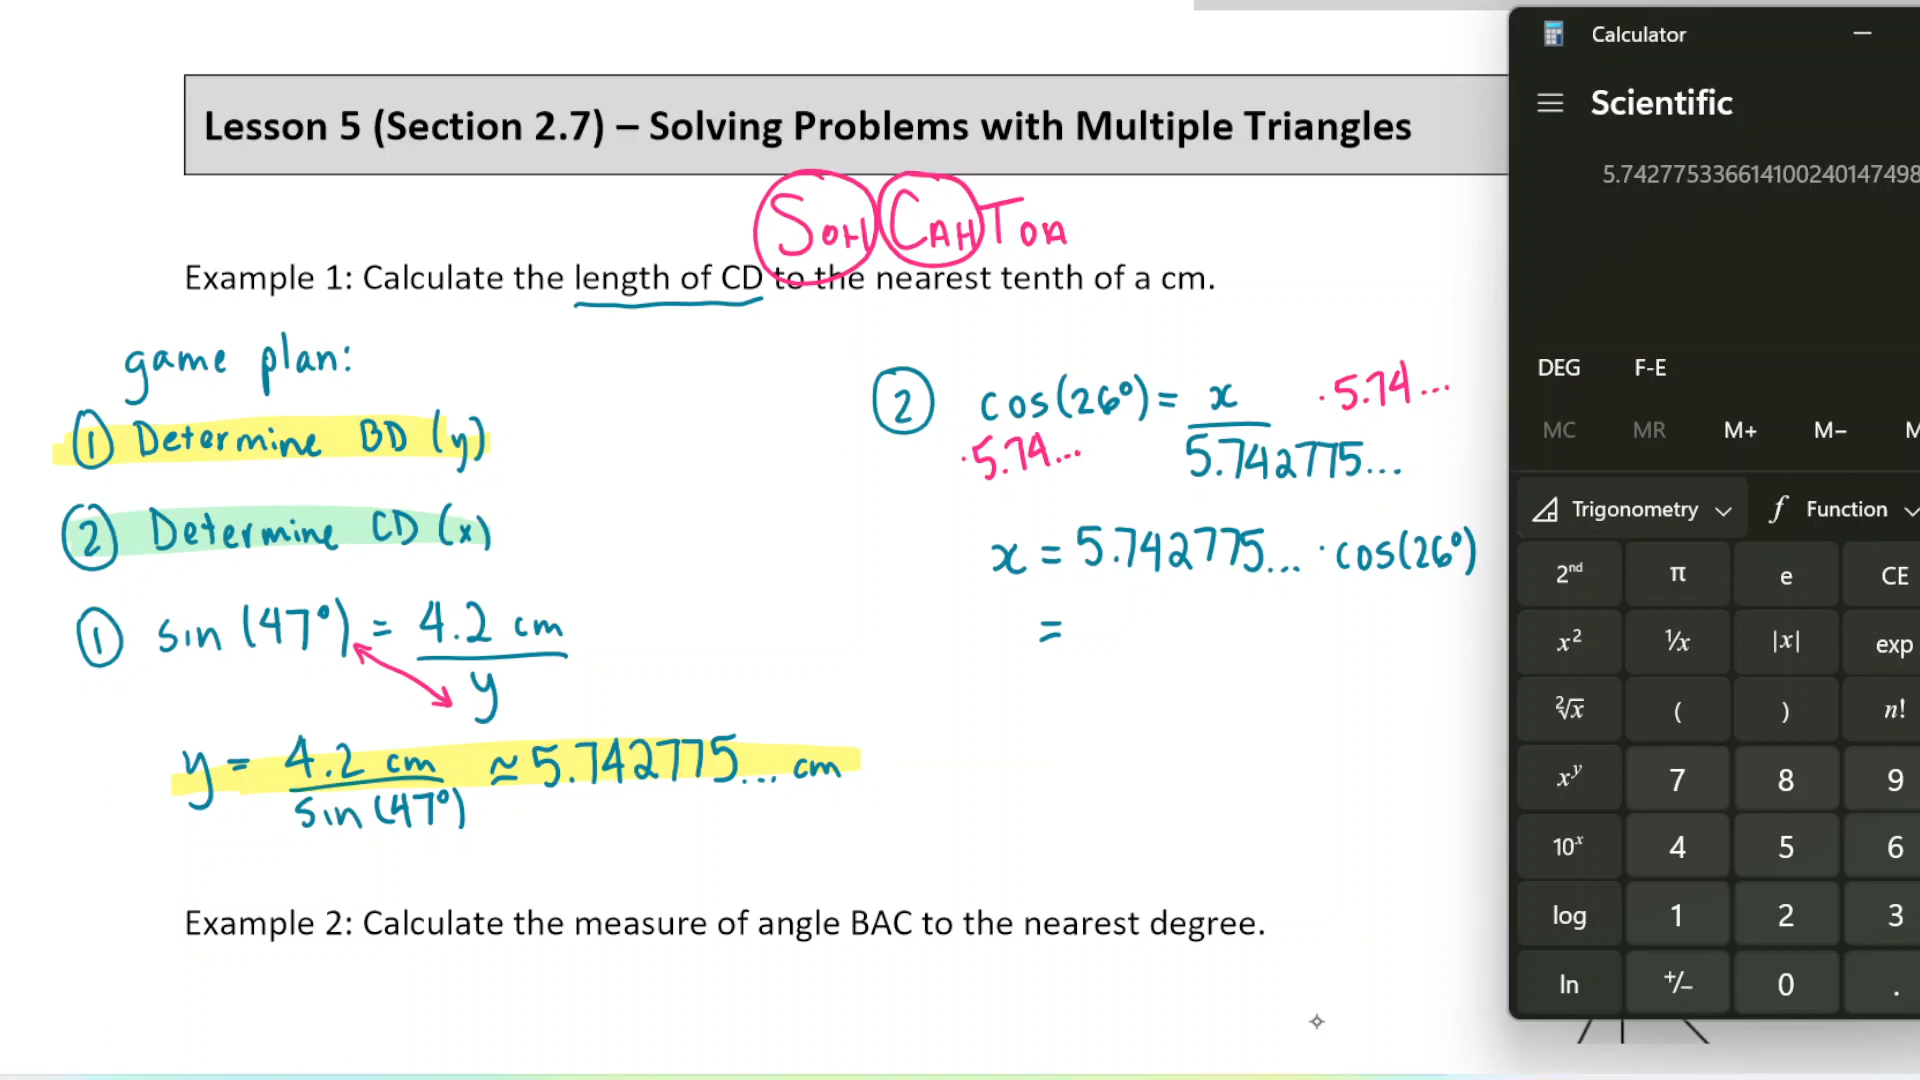 Calculator
Scientific
5.742775336614100240147498
Lesson 5 (Section 2.7) – Solving Problems with Multiple Triangles
SOH CAH TOA
Example 1: Calculate the length of CD to the nearest tenth of a cm.
game plan:
① Determine BD (y)
② Determine CD (x)
① sin (47°) = 4.2 cm
y
y = 4.2 cm ≈ 5.742775... cm
sin (47°)
② cos(26°) = x · 5.74...
· 5.74... 5.742775...
x = 5.742775... · cos(26°)
=
Example 2: Calculate the measure of angle BAC to the nearest degree.
DEG F-E
MC MR M+ M− M
Trigonometry f Function
2nd π e CE
x² ¹/x |x| exp
²√x ( ) n!
xʸ 7 8 9
10ˣ 4 5 6
log 1 2 3
ln +/− 0 .